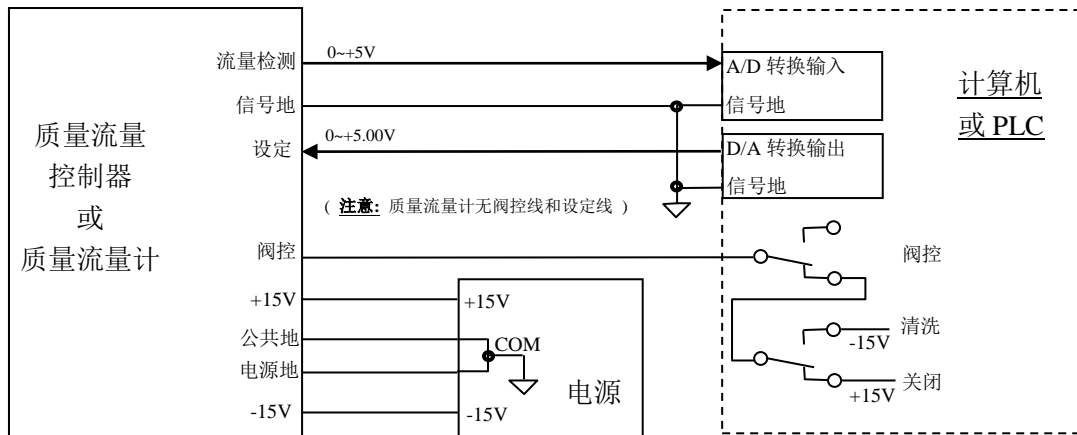 质量流量
控制器
或
质量流量计
流量检测
0~+5V
A/D 转换输入
信号地
信号地
设定
0~+5.00V
D/A 转换输出
信号地
( 注意: 质量流量计无阀控线和设定线 )
计算机
或 PLC
阀控
阀控
+15V
+15V
公共地
COM
电源地
-15V
-15V
电源
清洗
-15V
关闭
+15V